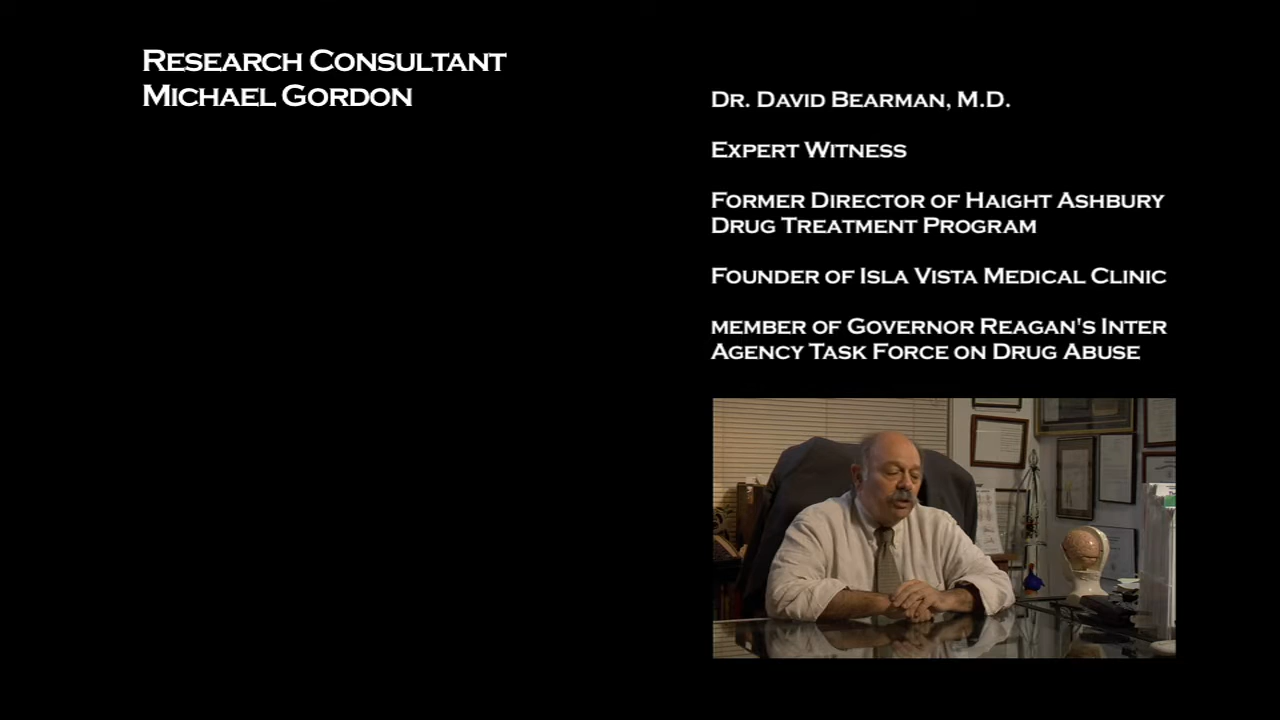 Research Consultant
Michael Gordon
Dr. David Bearman, M.D.
Expert Witness
Former Director of Haight Ashbury
Drug Treatment Program
Founder of Isla Vista Medical Clinic
member of Governor Reagan's Inter
Agency Task Force on Drug Abuse